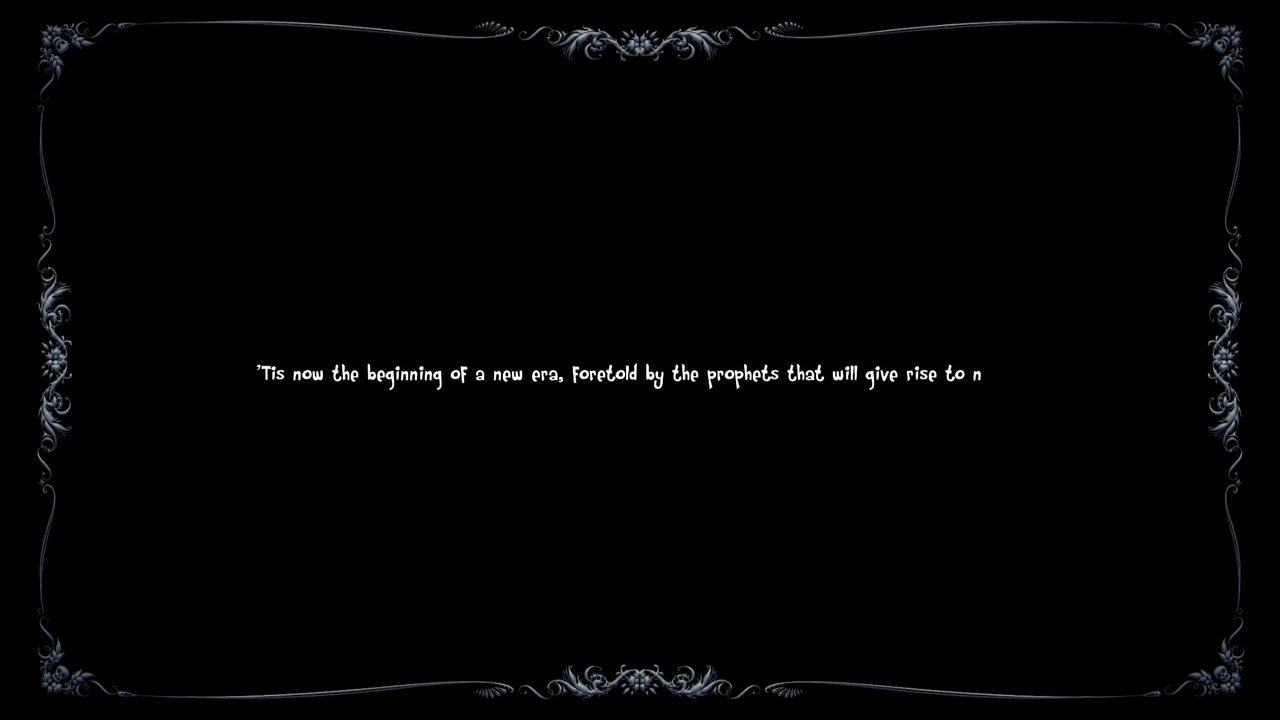 'Tis now the beginning of a new era, foretold by the prophets that will give rise to n